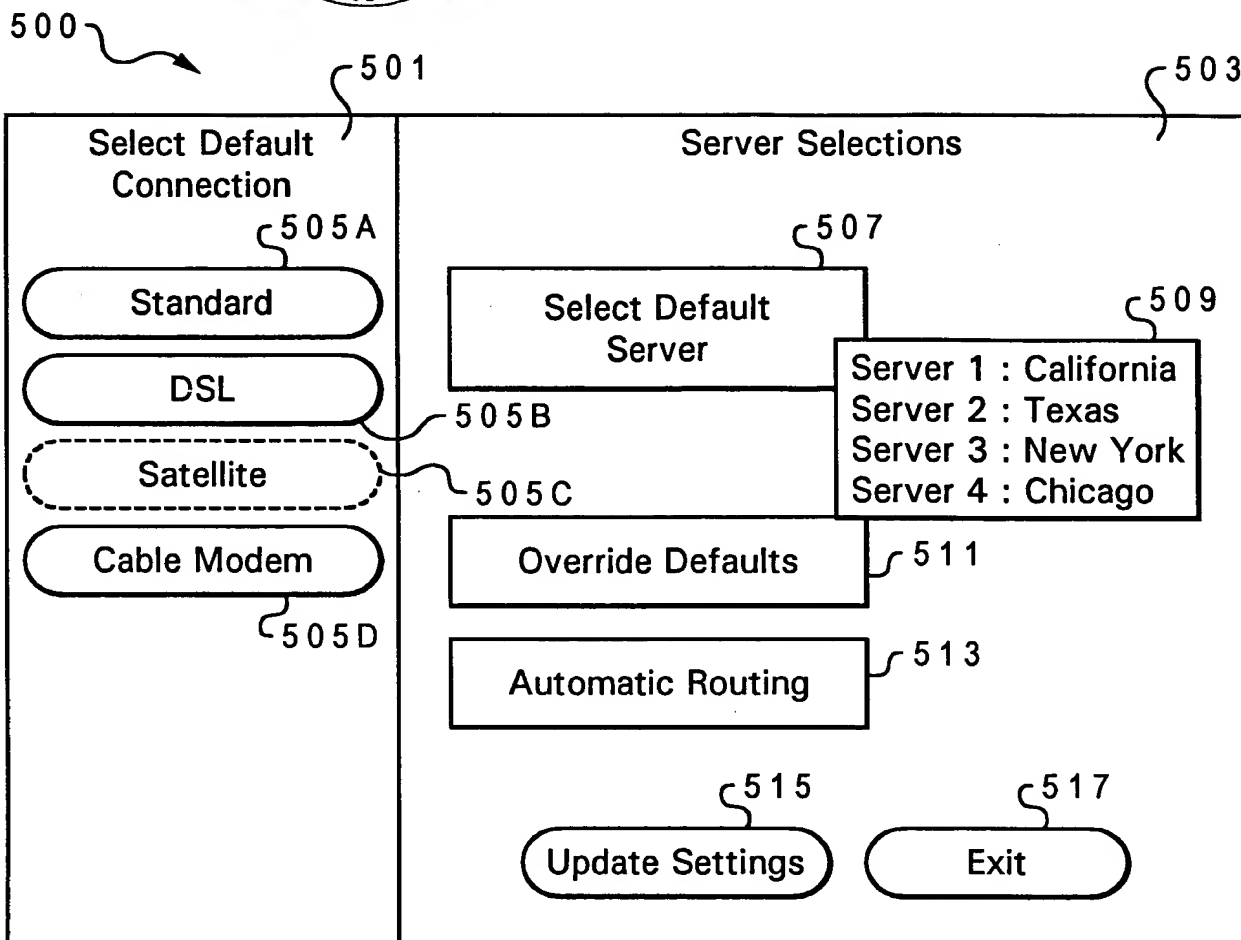 500
501
503
Select Default
Connection
Server Selections
505A
507
Standard
Select Default
Server
509
DSL
505B
Server 1 : California
Server 2 : Texas
Server 3 : New York
Server 4 : Chicago
Satellite
505C
Cable Modem
505D
Override Defaults
511
Automatic Routing
513
515
517
Update Settings
Exit